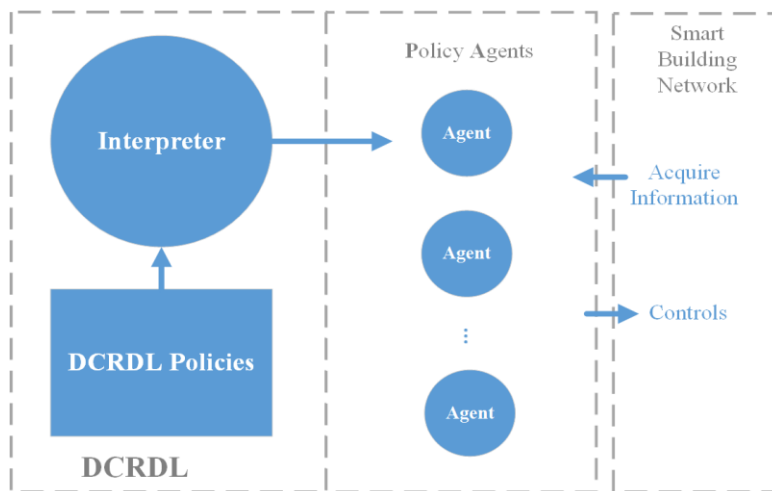 Interpreter
DCRDL Policies
DCRDL
Policy Agents
Agent
Agent
...
Agent
Smart
Building
Network
Acquire
Information
Controls